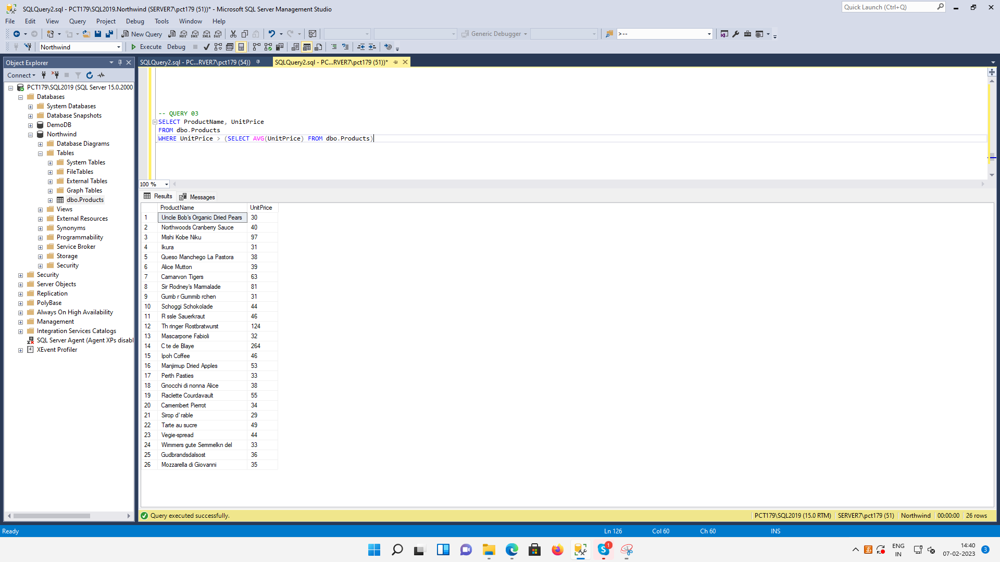 SQLQuery2.sql - PCT179\SQL2019.Northwind (SERVER7\pct179 (51))* - Microsoft SQL Server Management Studio
Quick Launch (Ctrl+Q)
File Edit View Query Project Debug Tools Window Help
New Query MDX DMX XMLA DAX Generic Debugger >--
Northwind Execute Debug
Object Explorer
SQLQuery2.sql - PC...RVER7\pct179 (54))
SQLQuery2.sql - PC...RVER7\pct179 (51))*
Connect
PCT179\SQL2019 (SQL Server 15.0.2000
Databases
System Databases
Database Snapshots
DemoDB
Northwind
Database Diagrams
Tables
System Tables
FileTables
External Tables
Graph Tables
dbo.Products
Views
External Resources
Synonyms
Programmability
Service Broker
Storage
Security
Security
Server Objects
Replication
PolyBase
Always On High Availability
Management
Integration Services Catalogs
SQL Server Agent (Agent XPs disabl
XEvent Profiler
-- QUERY 03
SELECT ProductName, UnitPrice
FROM dbo.Products
WHERE UnitPrice > (SELECT AVG(UnitPrice) FROM dbo.Products)
100 %
Results Messages
ProductName UnitPrice
1 Uncle Bob's Organic Dried Pears 30
2 Northwoods Cranberry Sauce 40
3 Mishi Kobe Niku 97
4 Ikura 31
5 Queso Manchego La Pastora 38
6 Alice Mutton 39
7 Carnarvon Tigers 63
8 Sir Rodney's Marmalade 81
9 Gumb r Gummib rchen 31
10 Schoggi Schokolade 44
11 R ssle Sauerkraut 46
12 Th ringer Rostbratwurst 124
13 Mascarpone Fabioli 32
14 C te de Blaye 264
15 Ipoh Coffee 46
16 Manjimup Dried Apples 53
17 Perth Pasties 33
18 Gnocchi di nonna Alice 38
19 Raclette Courdavault 55
20 Camembert Pierrot 34
21 Sirop d' rable 29
22 Tarte au sucre 49
23 Vegie-spread 44
24 Wimmers gute Semmelkn del 33
25 Gudbrandsdalsost 36
26 Mozzarella di Giovanni 35
Query executed successfully.
PCT179\SQL2019 (15.0 RTM) SERVER7\pct179 (51) Northwind 00:00:00 26 rows
Ready Ln 126 Col 60 Ch 60 INS
1
ENG
IN
14:40
07-02-2023
3